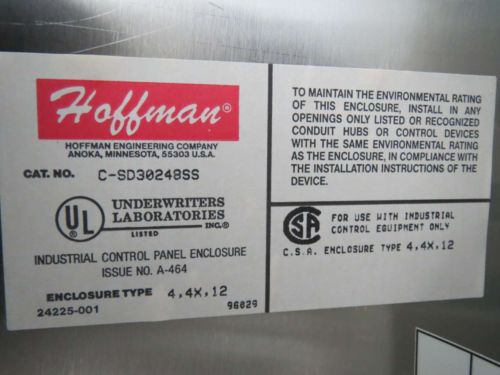 Hoffman®
HOFFMAN ENGINEERING COMPANY
ANOKA, MINNESOTA, 55303 U.S.A.
CAT. NO. C-SD30248SS
UL UNDERWRITERS
LABORATORIES
LISTED INC.®
INDUSTRIAL CONTROL PANEL ENCLOSURE
ISSUE NO. A-464
ENCLOSURE TYPE 4,4X,12
24225-001 96029
TO MAINTAIN THE ENVIRONMENTAL RATING
OF THIS ENCLOSURE, INSTALL IN ANY
OPENINGS ONLY LISTED OR RECOGNIZED
CONDUIT HUBS OR CONTROL DEVICES
WITH THE SAME ENVIRONMENTAL RATING
AS THE ENCLOSURE, IN COMPLIANCE WITH
THE INSTALLATION INSTRUCTIONS OF THE
DEVICE.
SA FOR USE WITH INDUSTRIAL
CONTROL EQUIPMENT ONLY
C.S.A. ENCLOSURE TYPE 4,4X,12